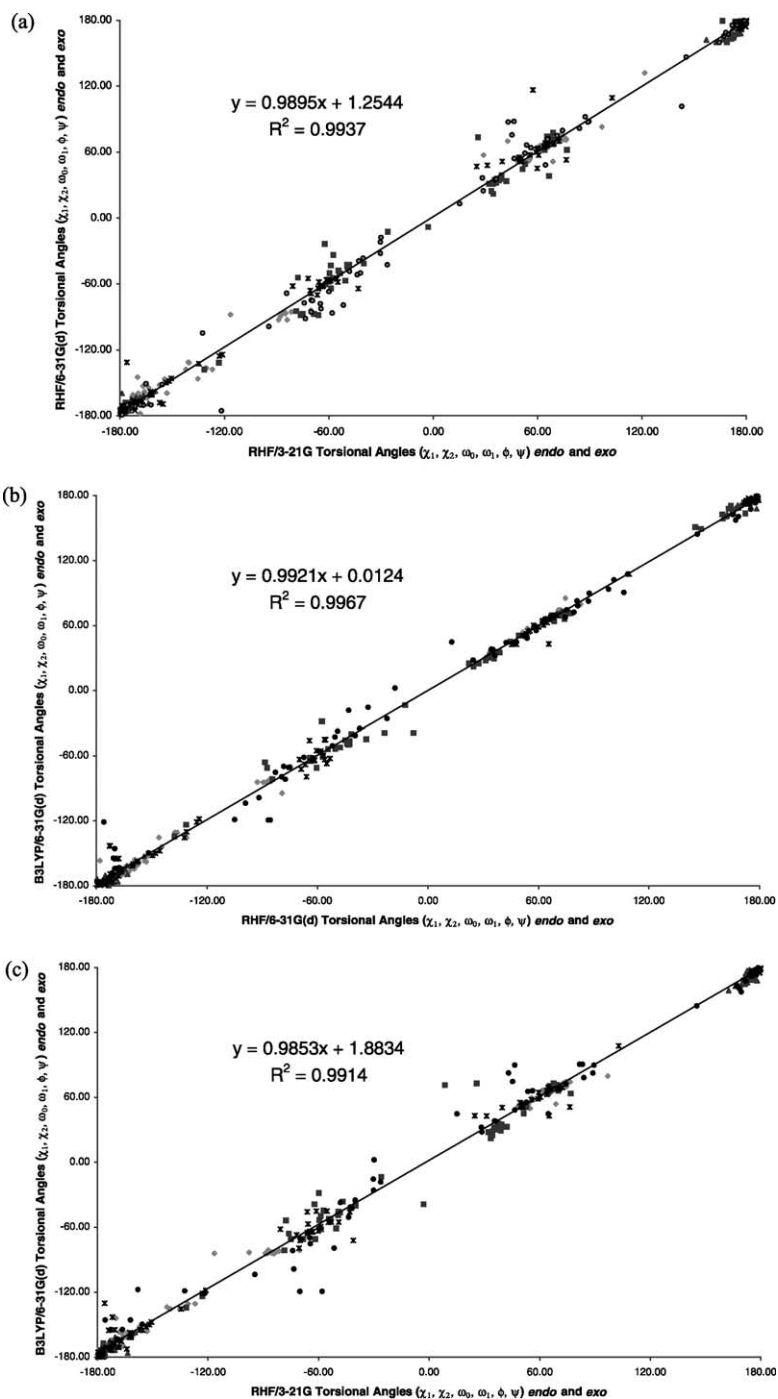 (a)
180.00
120.00
60.00
0.00
-60.00
-120.00
-180.00
RHF/6-31G(d) Torsional Angles (χ1, χ2, ω0, ω1, ϕ, ψ) endo and exo
y = 0.9895x + 1.2544
R² = 0.9937
-180.00 -120.00 -60.00 0.00 60.00 120.00 180.00
RHF/3-21G Torsional Angles (χ1, χ2, ω0, ω1, ϕ, ψ) endo and exo
(b)
180.00
120.00
60.00
0.00
-60.00
-120.00
-180.00
B3LYP/6-31G(d) Torsional Angles (χ1, χ2, ω0, ω1, ϕ, ψ) endo and exo
y = 0.9921x + 0.0124
R² = 0.9967
-180.00 -120.00 -60.00 0.00 60.00 120.00 180.00
RHF/6-31G(d) Torsional Angles (χ1, χ2, ω0, ω1, ϕ, ψ) endo and exo
(c)
180.00
120.00
60.00
0.00
-60.00
-120.00
-180.00
B3LYP/6-31G(d) Torsional Angles (χ1, χ2, ω0, ω1, ϕ, ψ) endo and exo
y = 0.9853x + 1.8834
R² = 0.9914
-180.00 -120.00 -60.00 0.00 60.00 120.00 180.00
RHF/3-21G Torsional Angles (χ1, χ2, ω0, ω1, ϕ, ψ) endo and exo